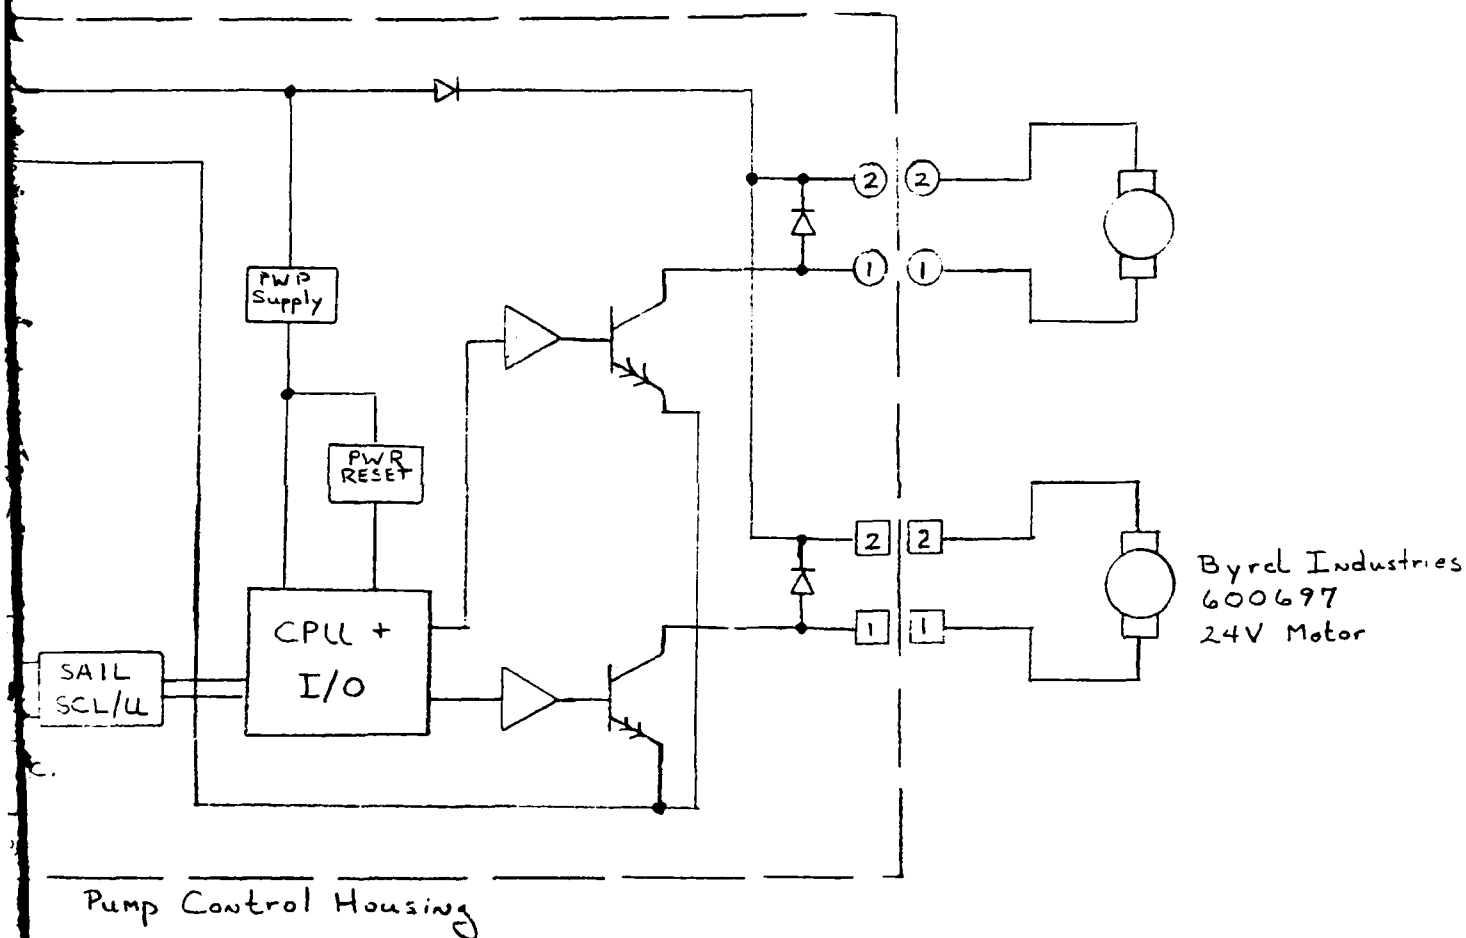 2 2
PWR
Supply
1 1
PWR
RESET
2 2
Byrd Industries
600697
24V Motor
CPU +
I/O
1 1
SAIL
SCL/U
c.
Pump Control Housing